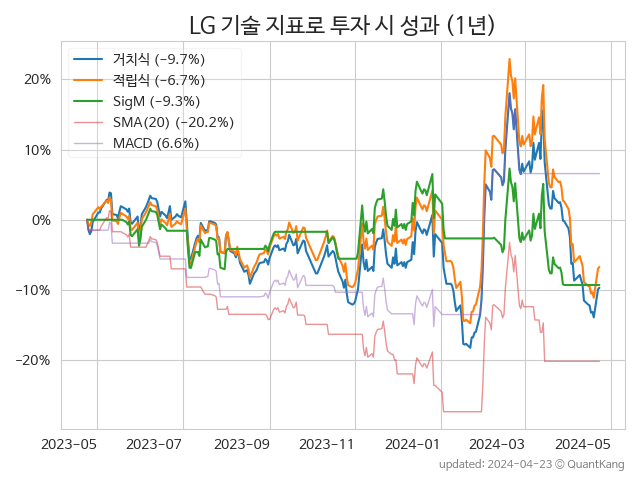 LG 기술 지표로 투자 시 성과 (1년)
거치식 (−9.7%)
적립식 (−6.7%)
SigM (−9.3%)
SMA(20) (−20.2%)
MACD (6.6%)
20%
10%
0%
−10%
−20%
2023-05 2023-07 2023-09 2023-11 2024-01 2024-03 2024-05
updated: 2024-04-23 ⓒ QuantKang